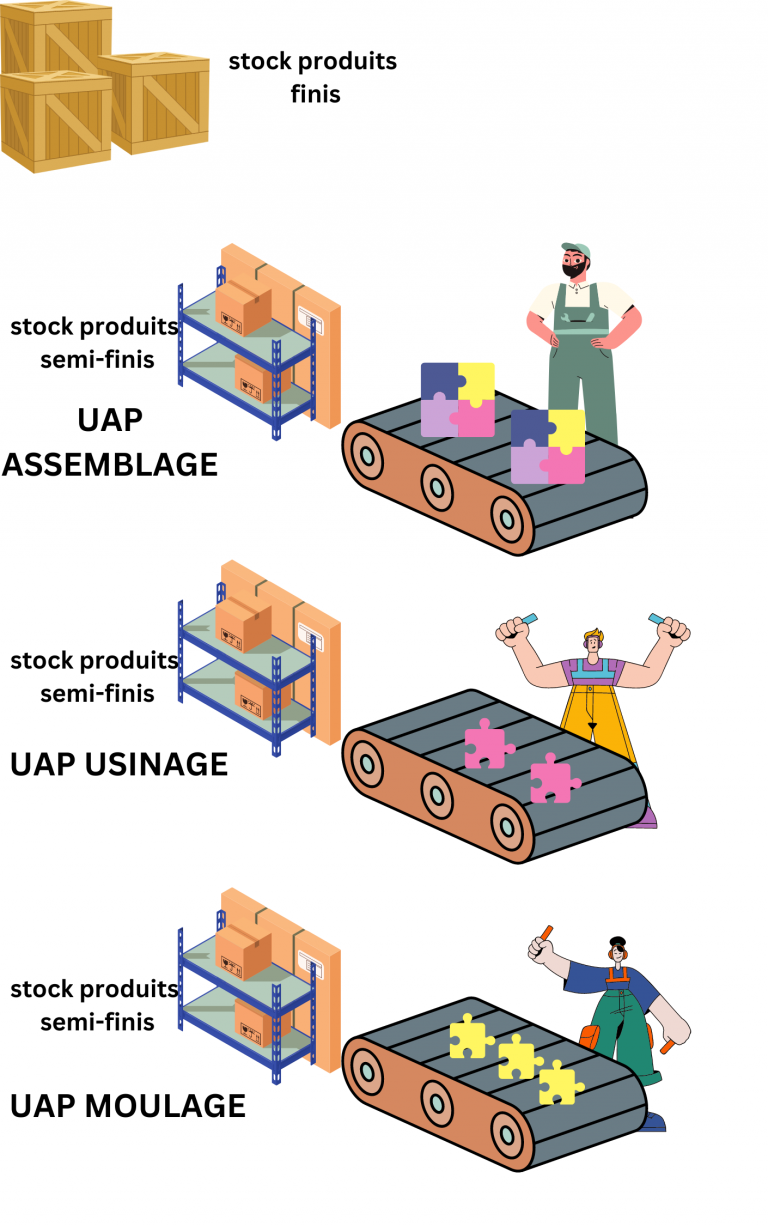 stock produits
finis
stock produits
semi-finis
UAP
ASSEMBLAGE
stock produits
semi-finis
UAP USINAGE
stock produits
semi-finis
UAP MOULAGE